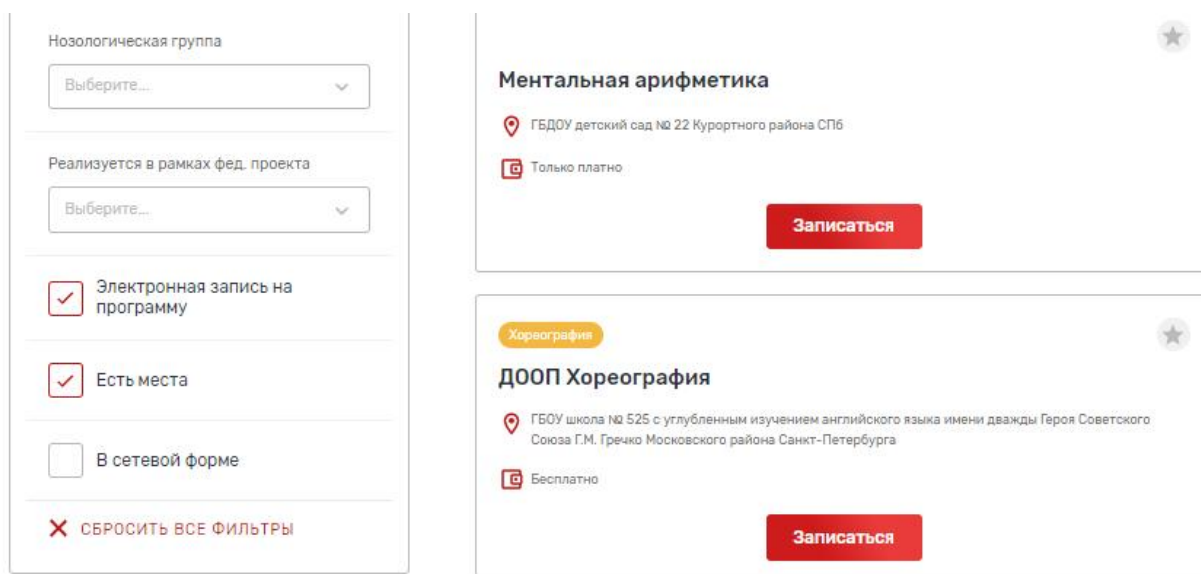 Нозологическая группа
Выберите...
Реализуется в рамках фед. проекта
Выберите...
Электронная запись на
программу
Есть места
В сетевой форме
СБРОСИТЬ ВСЕ ФИЛЬТРЫ
Ментальная арифметика
ГБДОУ детский сад № 22 Курортного района СПб
Только платно
Записаться
Хореография
ДООП Хореография
ГБОУ школа № 525 с углубленным изучением английского языка имени дважды Героя Советского
Союза Г.М. Гречко Московского района Санкт-Петербурга
Бесплатно
Записаться